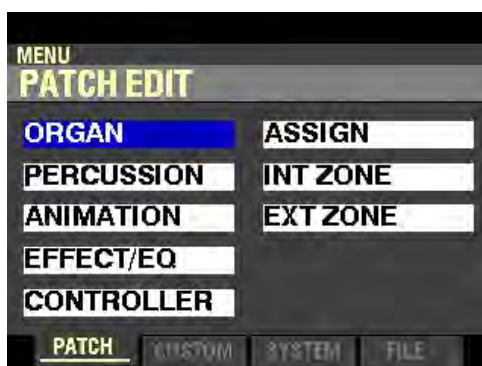 MENU
PATCH EDIT
ORGAN
ASSIGN
PERCUSSION
INT ZONE
ANIMATION
EXT ZONE
EFFECT/EQ
CONTROLLER
PATCH CUSTOM SYSTEM FILE